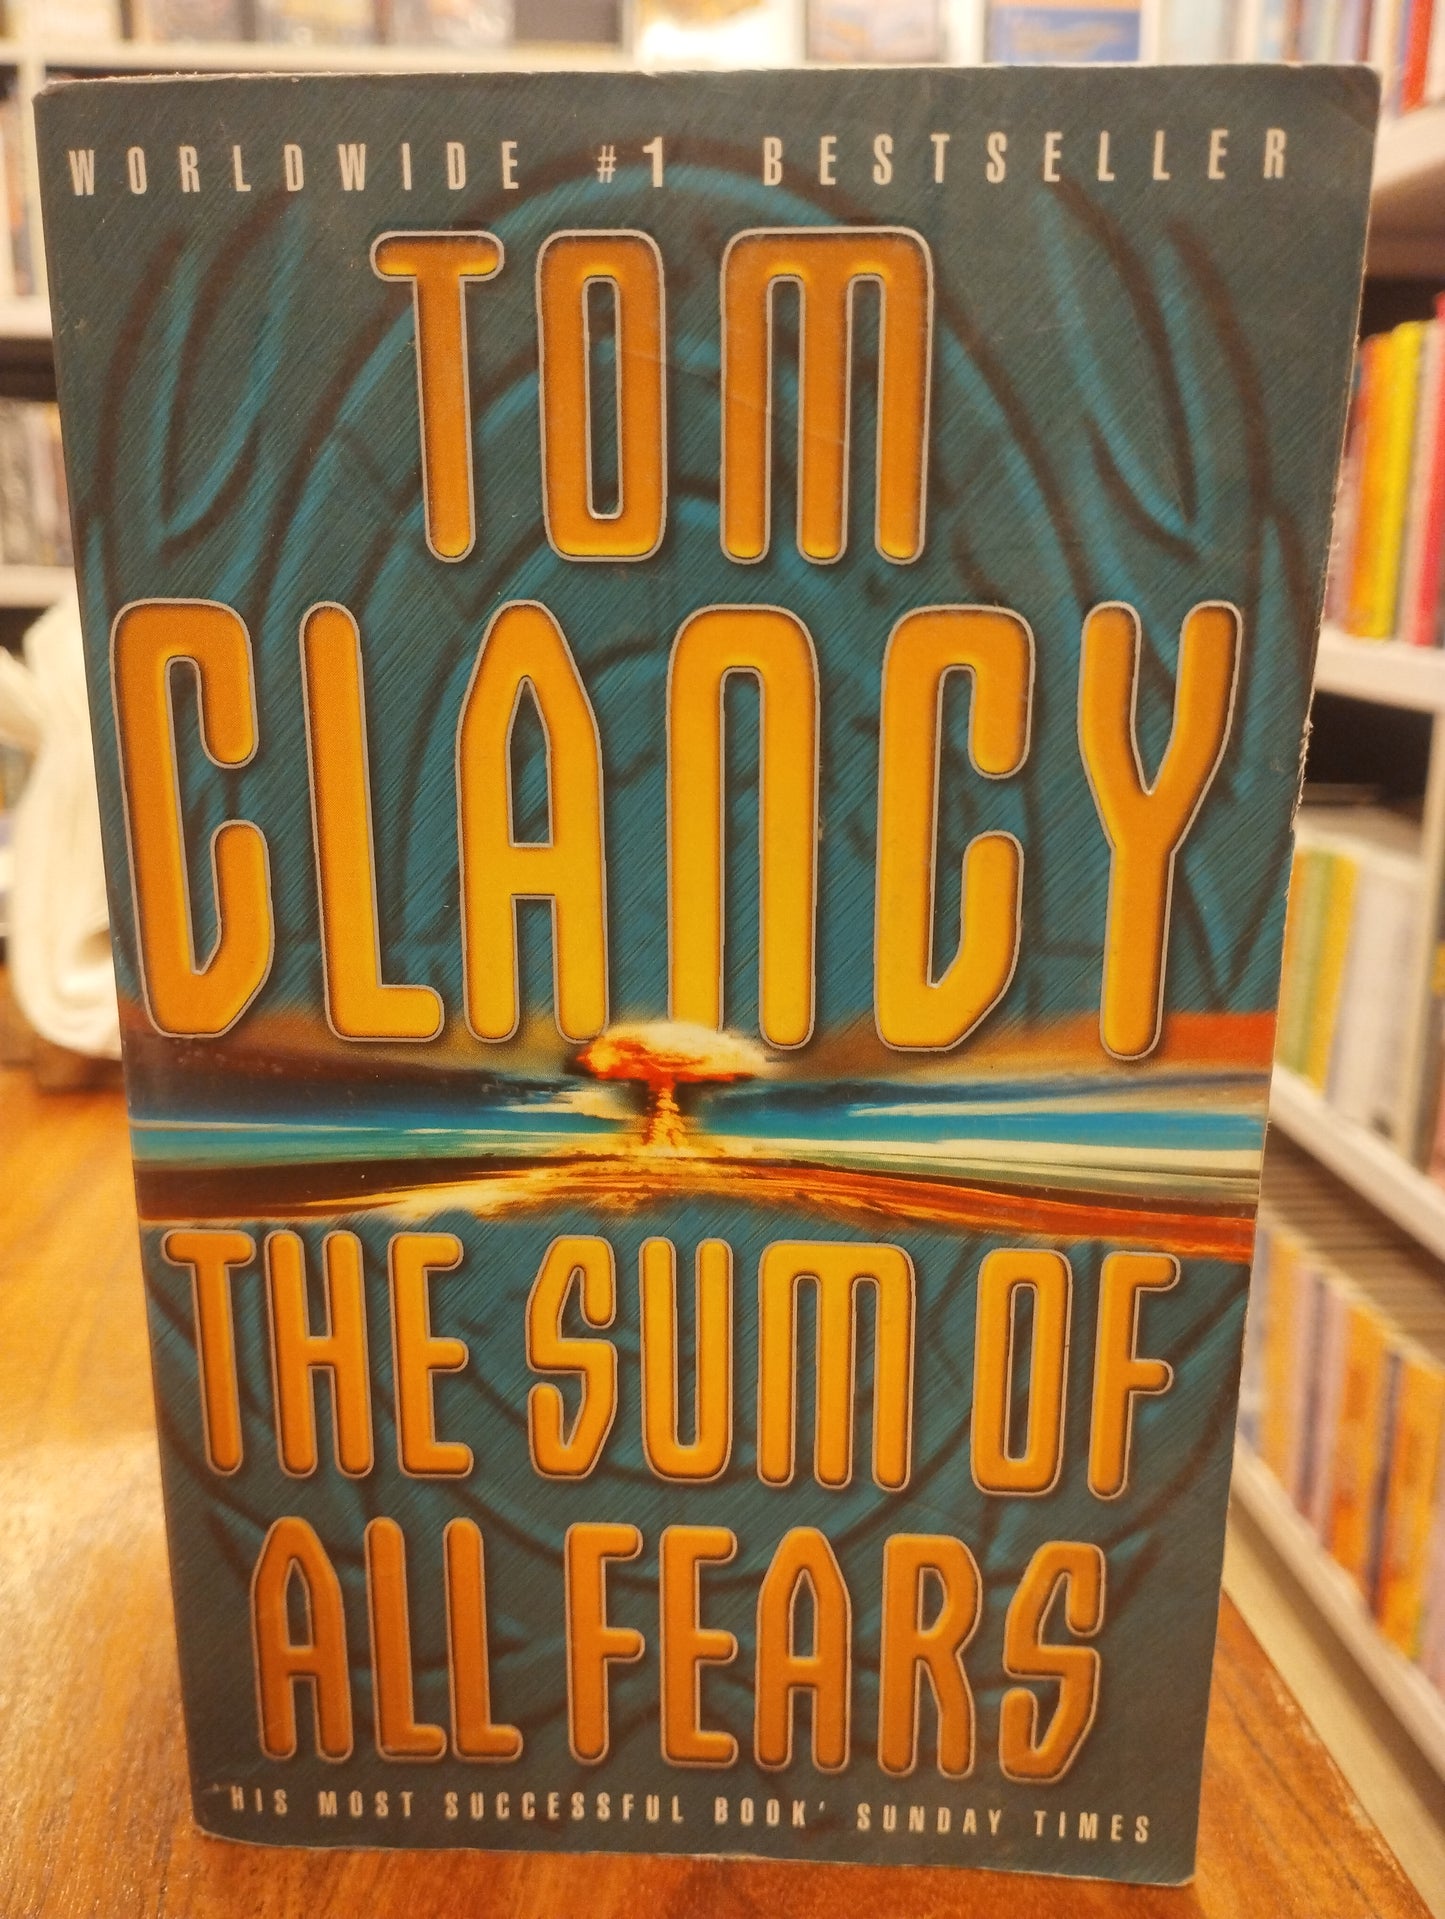 WORLDWIDE #1 BESTSELLER
TOM
CLANCY
THE SUM OF
ALL FEARS
'HIS MOST SUCCESSFUL BOOK' SUNDAY TIMES